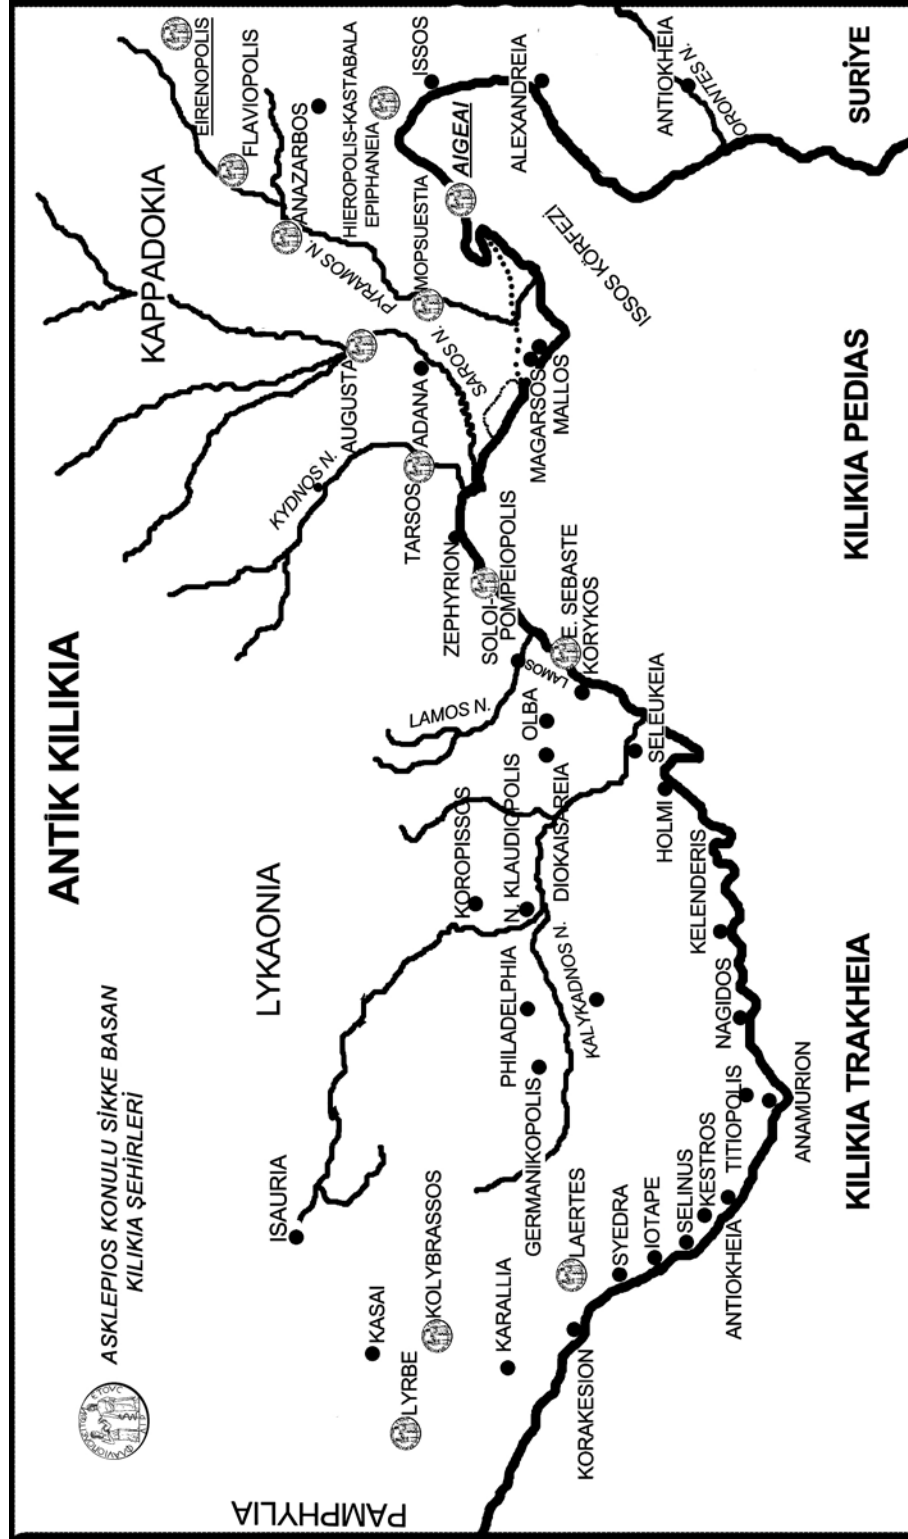 ANTİK KILIKIA
ASKLEPIOS KONULU SİKKE BASAN
KILIKIA ŞEHİRLERİ
PAMPHYLIA
LYKAONIA
KAPPADOKIA
KILIKIA TRAKHEIA
KILIKIA PEDIAS
SURİYE
ISSOS KÖRFEZİ
LYRBE
KASAI
KOLYBRASSOS
KARALLIA
KORAKESION
LAERTES
SYEDRA
IOTAPE
SELINUS
KESTROS
ANTIOKHEIA
TITIOPOLIS
ANAMURION
NAGIDOS
KELENDERIS
HOLMI
SELEUKEIA
ISAURIA
GERMANIKOPOLIS
PHILADELPHIA
KALYKADNOS N.
KOROPISSOS
N. KLAUDIOPOLIS
DIOKAISAREIA
OLBA
LAMOS N.
LAMOS
KORYKOS
E. SEBASTE
SOLOI-
POMPEIOPOLIS
ZEPHYRION
TARSOS
KYDNOS N.
ADANA
AUGUSTA
SAROS N.
MAGARSOS
MALLOS
MOPSUESTIA
PYRAMOS N.
ANAZARBOS
FLAVIOPOLIS
EIRENOPOLIS
HIEROPOLIS-KASTABALA
EPIPHANEIA
ISSOS
AIGEAI
ALEXANDREIA
ANTIOKHEIA
ORONTES N.